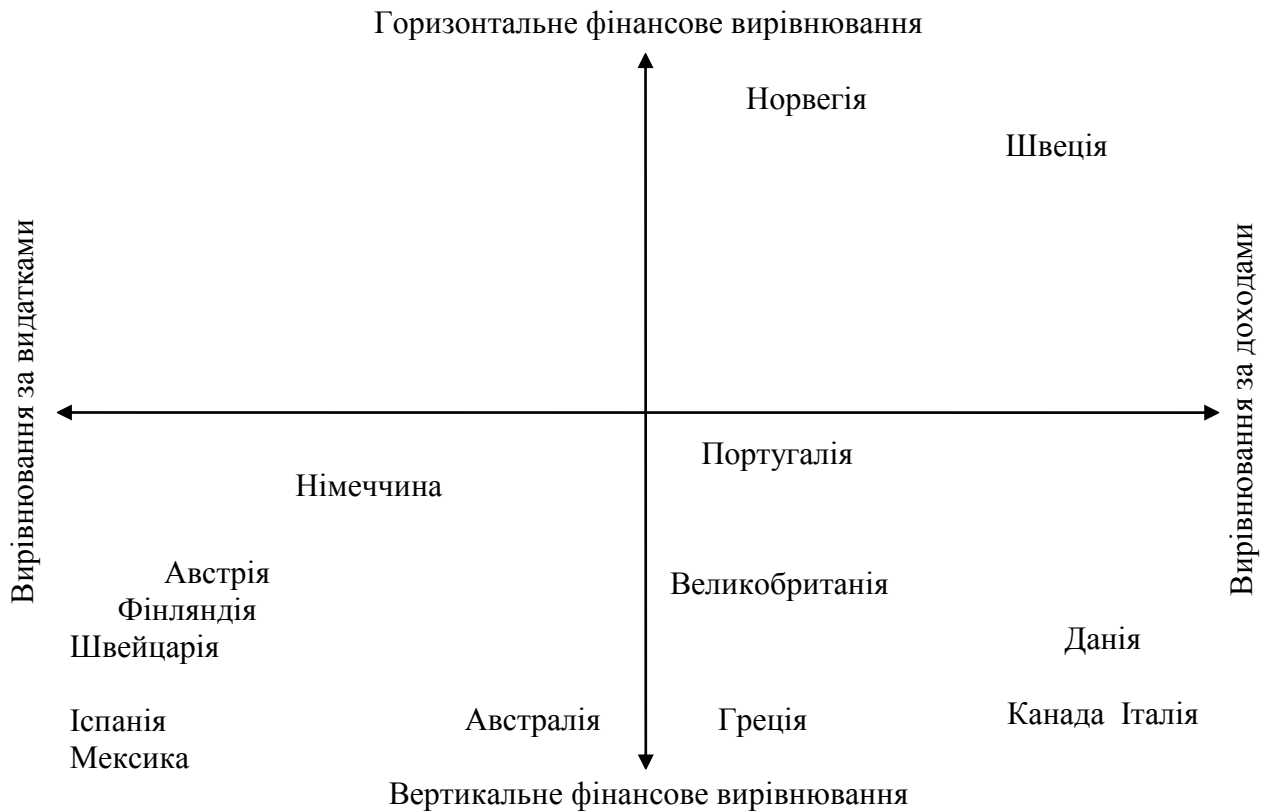 Горизонтальне фінансове вирівнювання
Норвегія
Швеція
Вирівнювання за видатками
Вирівнювання за доходами
Португалія
Німеччина
Австрія
Великобританія
Фінляндія
Швейцарія
Данія
Іспанія
Австралія
Греція
Канада Італія
Мексика
Вертикальне фінансове вирівнювання